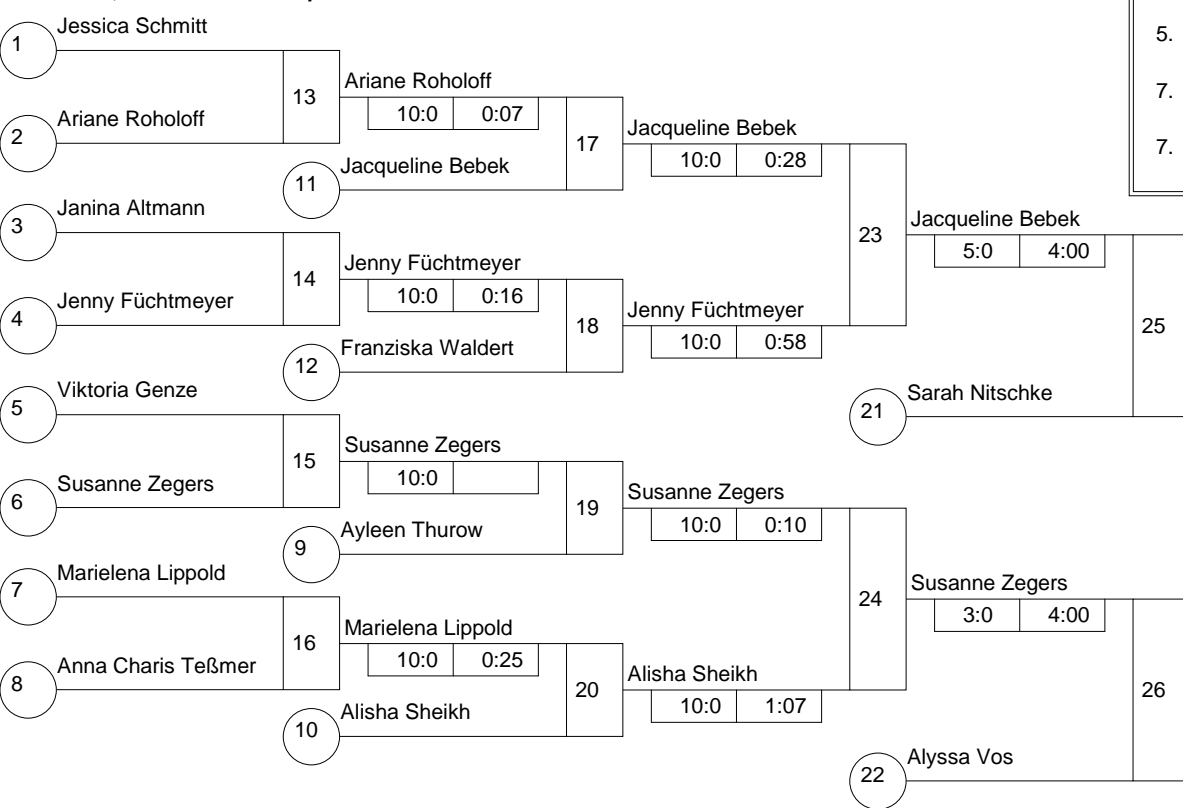 Jessica Schmitt
1
5.
Ariane Roholoff
13
10:0 0:07
7.
Ariane Roholoff
2
Jacqueline Bebek
17
10:0 0:28
7.
Jacqueline Bebek
11
Janina Altmann
3
Jacqueline Bebek
23
5:0 4:00
Jenny Füchtmeyer
14
10:0 0:16
Jenny Füchtmeyer
4
Jenny Füchtmeyer
18
10:0 0:58
25
Franziska Waldert
12
Viktoria Genze
5
Sarah Nitschke
21
Susanne Zegers
15
10:0
Susanne Zegers
6
Susanne Zegers
19
10:0 0:10
Ayleen Thurow
9
Marielena Lippold
7
Susanne Zegers
24
3:0 4:00
Marielena Lippold
16
10:0 0:25
Anna Charis Teßmer
8
Alisha Sheikh
20
10:0 1:07
26
Alisha Sheikh
10
Alyssa Vos
22